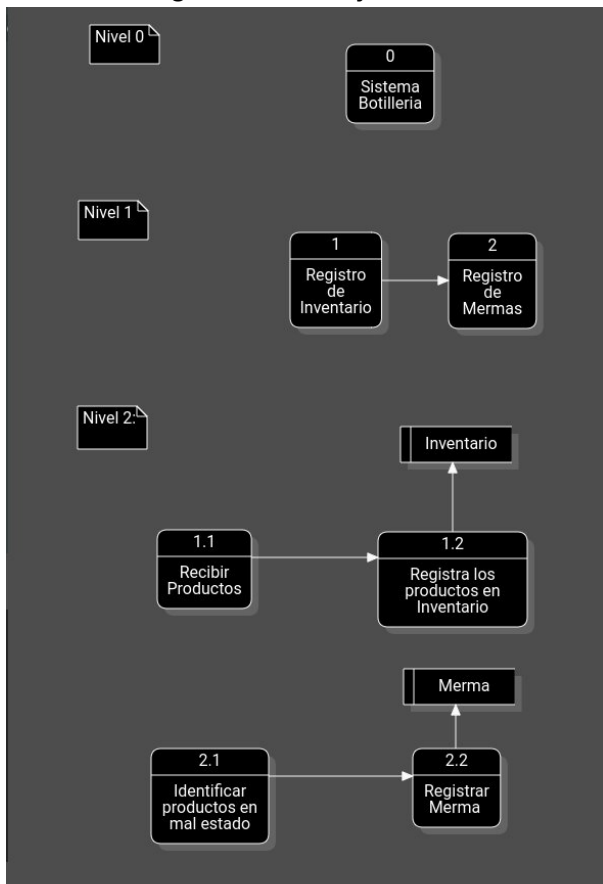 Nivel 0
0
Sistema
Botilleria
Nivel 1
1
Registro
de
Inventario
2
Registro
de
Mermas
Nivel 2:
Inventario
1.1
Recibir
Productos
1.2
Registra los
productos en
Inventario
Merma
2.1
Identificar
productos en
mal estado
2.2
Registrar
Merma